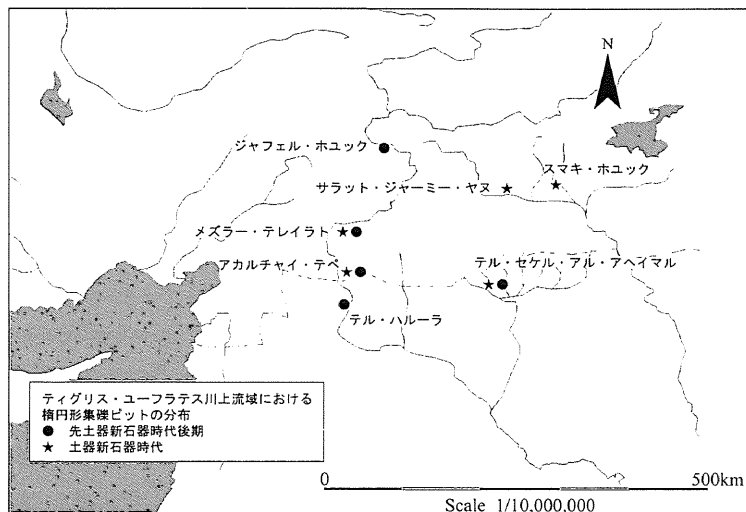 N
ジャフェル・ホユック
スマキ・ホユック
サラット・ジャーミー・ヤヌ
メズラー・テレイラト
アカルチャイ・テペ
テル・セケル・アル・アヘイマル
テル・ハルーラ
ティグリス・ユーフラテス川上流域における
楕円形集礫ピットの分布
● 先土器新石器時代後期
★ 土器新石器時代
0 500km
Scale 1/10,000,000